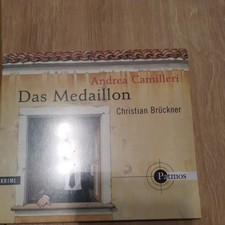 Andrea Camilleri
Das Medaillon
Christian Brückner
Patmos
KRIMI